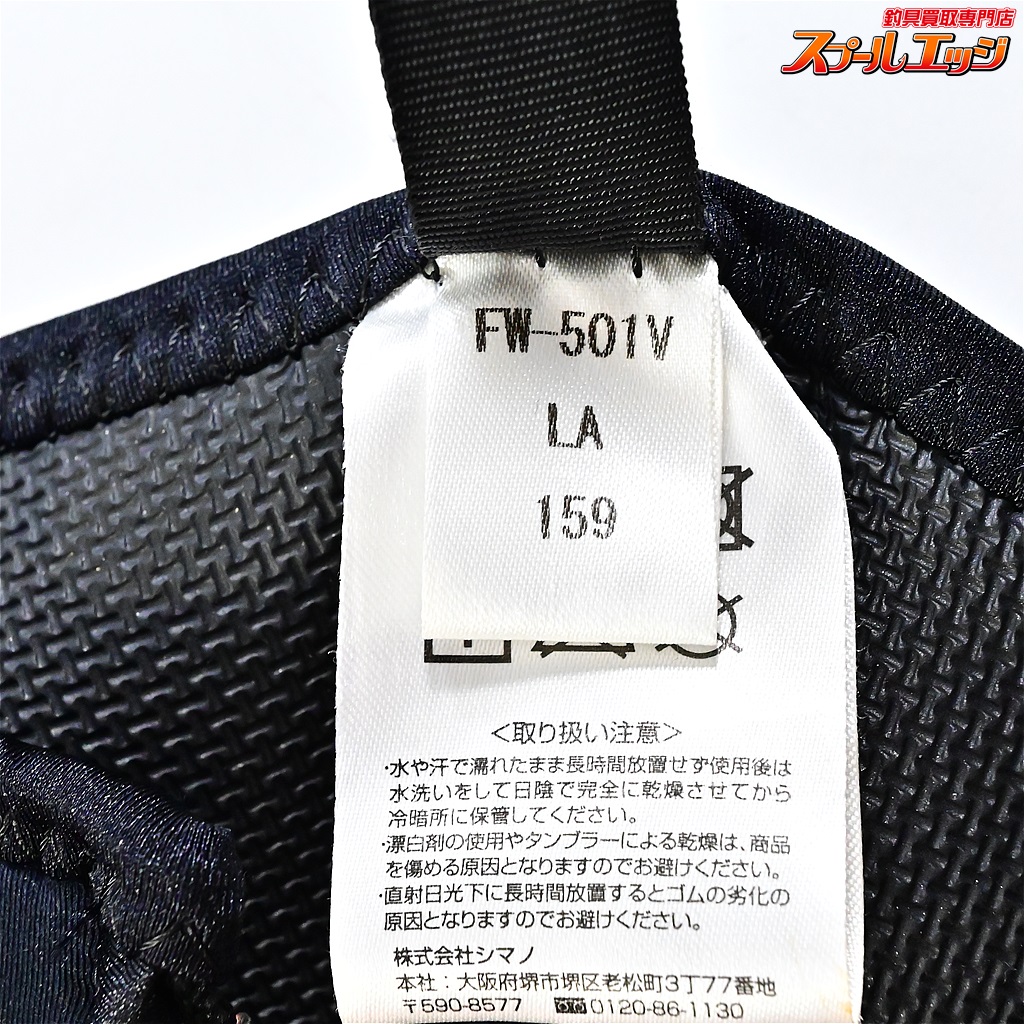 釣具買取専門店
スプールエッジ
FW-501V
LA
159
＜取り扱い注意＞
・水や汗で濡れたまま長時間放置せず使用後は
水洗いをして日陰で完全に乾燥させてから
冷暗所に保管してください。
・漂白剤の使用やタンブラーによる乾燥は、商品
を傷める原因となりますのでお避けください。
・直射日光下に長時間放置するとゴムの劣化の
原因となりますのでお避けください。
株式会社シマノ
本社：大阪府堺市堺区老松町3丁77番地
〒590-8577 0120-86-1130